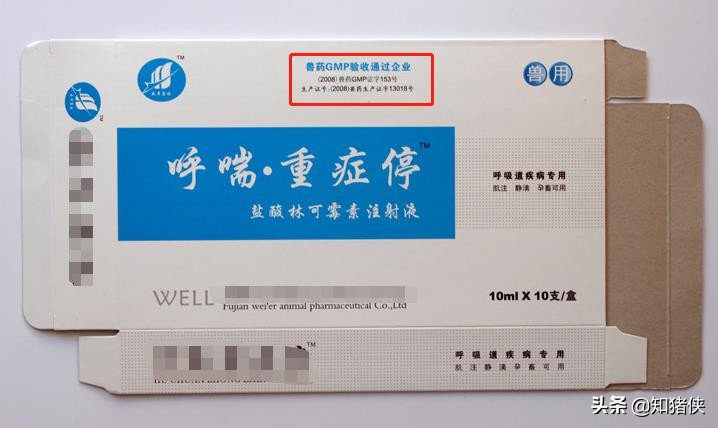 兽药GMP验收通过企业
(2008)兽药GMP证字153号
生产证号:(2008)兽药生产证字13018号
兽用
TM
TM
呼喘·重症停™
盐酸林可霉素注射液
呼吸道疾病专用
肌注 静滴 孕畜可用
WELL
Fujian wei'er animal pharmaceutical Co.,Ltd
10ml X 10支/盒
TM
呼吸道疾病专用
肌注 静滴 孕畜可用
头条 @知猪侠